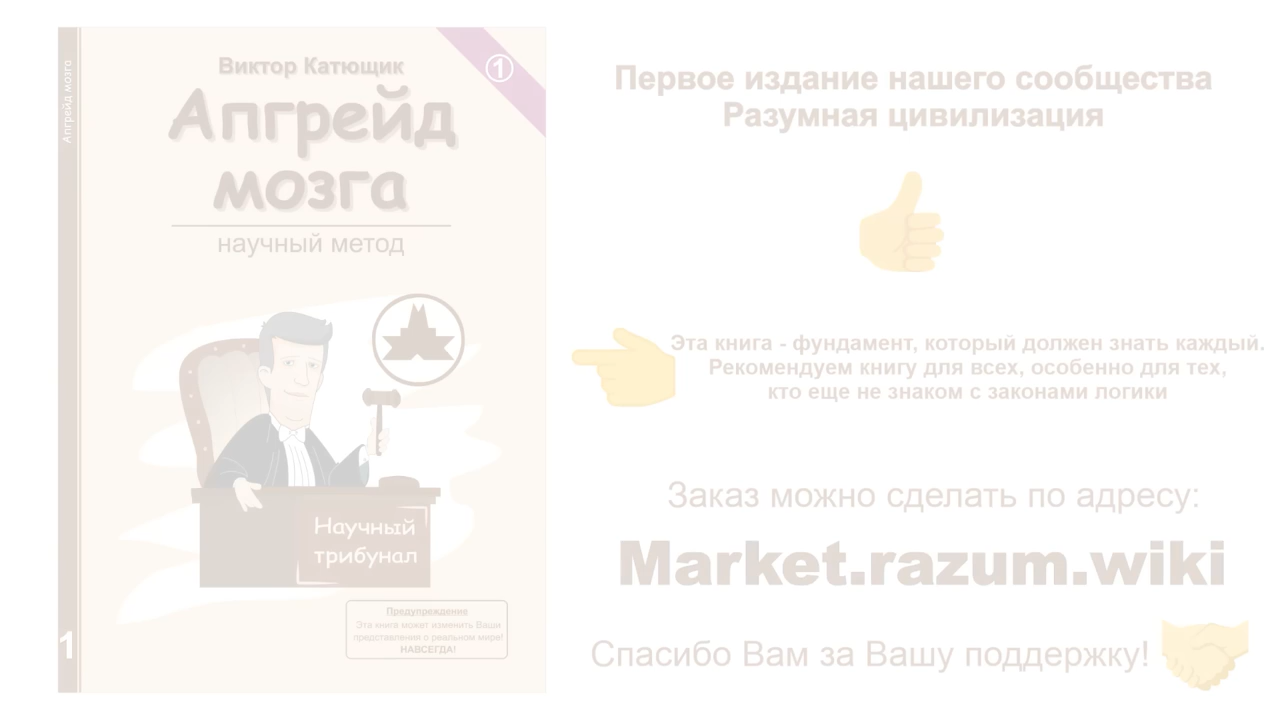 Апгрейд мозга
Виктор Катющик
1
Апгрейд
мозга
научный метод
Научный
трибунал
Предупреждение
Эта книга может изменить Ваши
представления о реальном мире!
НАВСЕГДА!
1
Первое издание нашего сообщества
Разумная цивилизация
Эта книга - фундамент, который должен знать каждый.
Рекомендуем книгу для всех, особенно для тех,
кто еще не знаком с законами логики
Заказ можно сделать по адресу:
Market.razum.wiki
Спасибо Вам за Вашу поддержку!